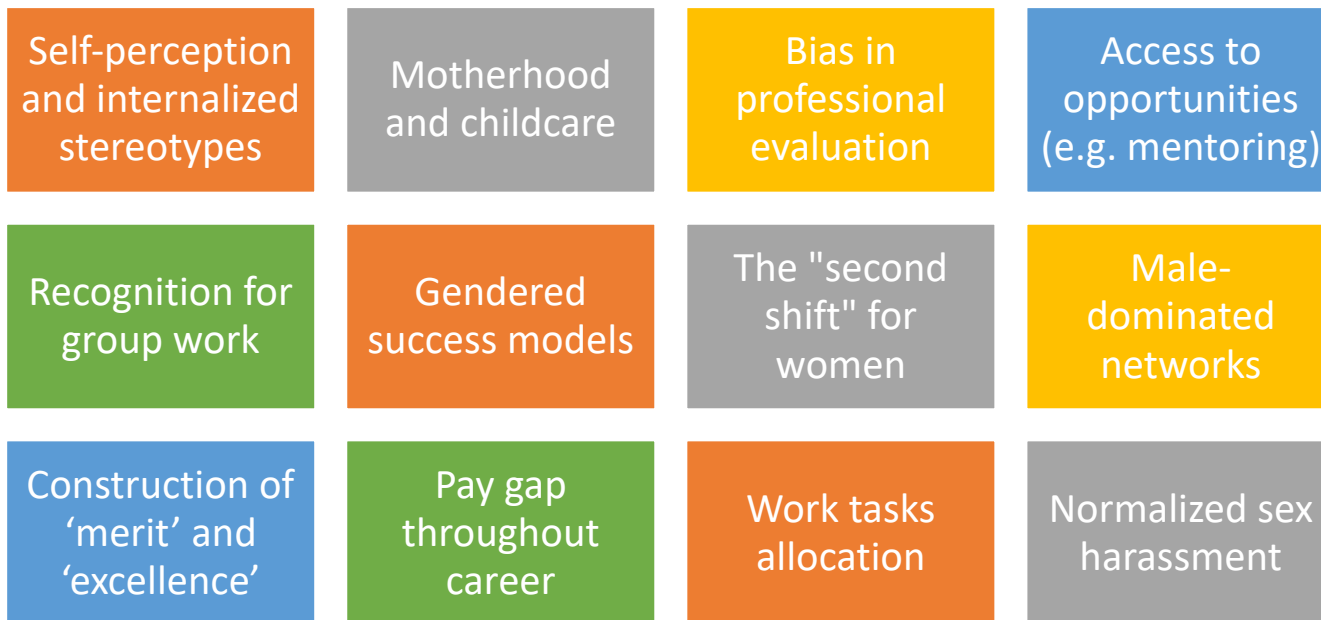 Self-perception
and internalized
stereotypes
Motherhood
and childcare
Bias in
professional
evaluation
Access to
opportunities
(e.g. mentoring)
Recognition for
group work
Gendered
success models
The "second
shift" for
women
Male-
dominated
networks
Construction of
‘merit’ and
‘excellence’
Pay gap
throughout
career
Work tasks
allocation
Normalized sex
harassment